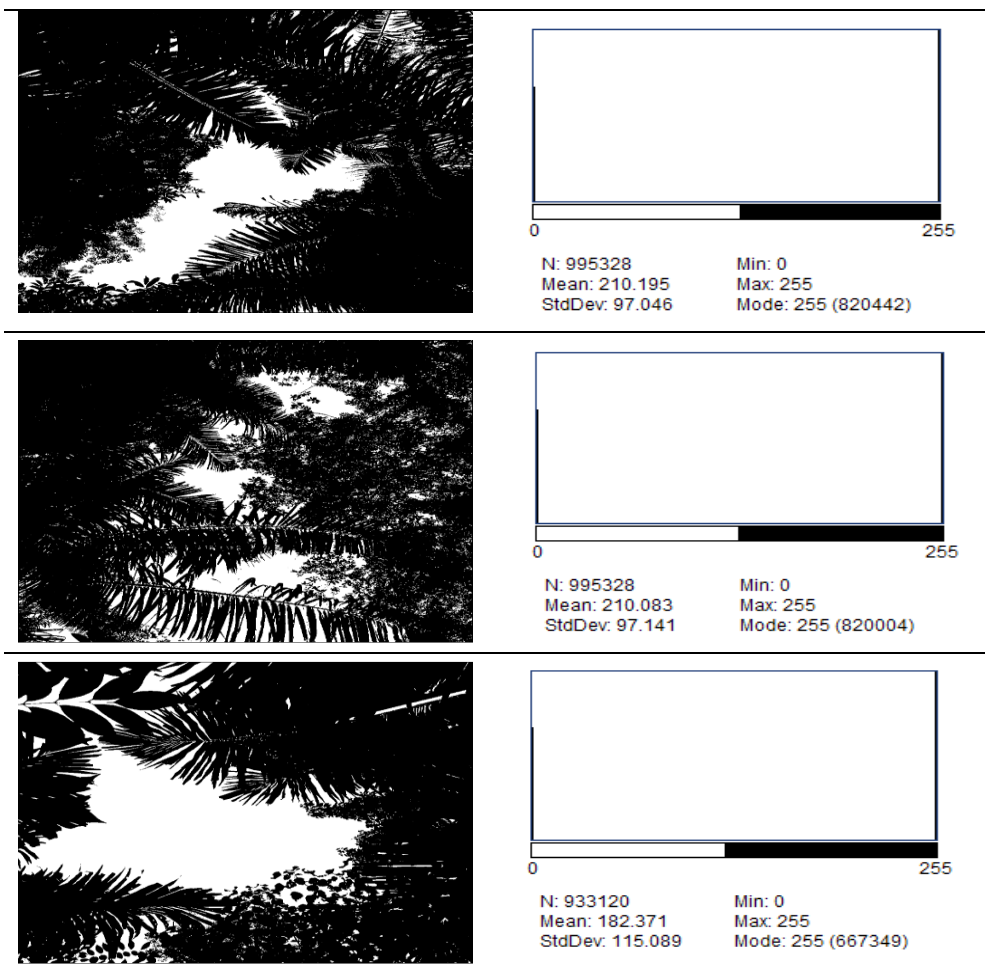 0 255
N: 995328 Min: 0
Mean: 210.195 Max: 255
StdDev: 97.046 Mode: 255 (820442)
0 255
N: 995328 Min: 0
Mean: 210.083 Max: 255
StdDev: 97.141 Mode: 255 (820004)
0 255
N: 933120 Min: 0
Mean: 182.371 Max: 255
StdDev: 115.089 Mode: 255 (667349)